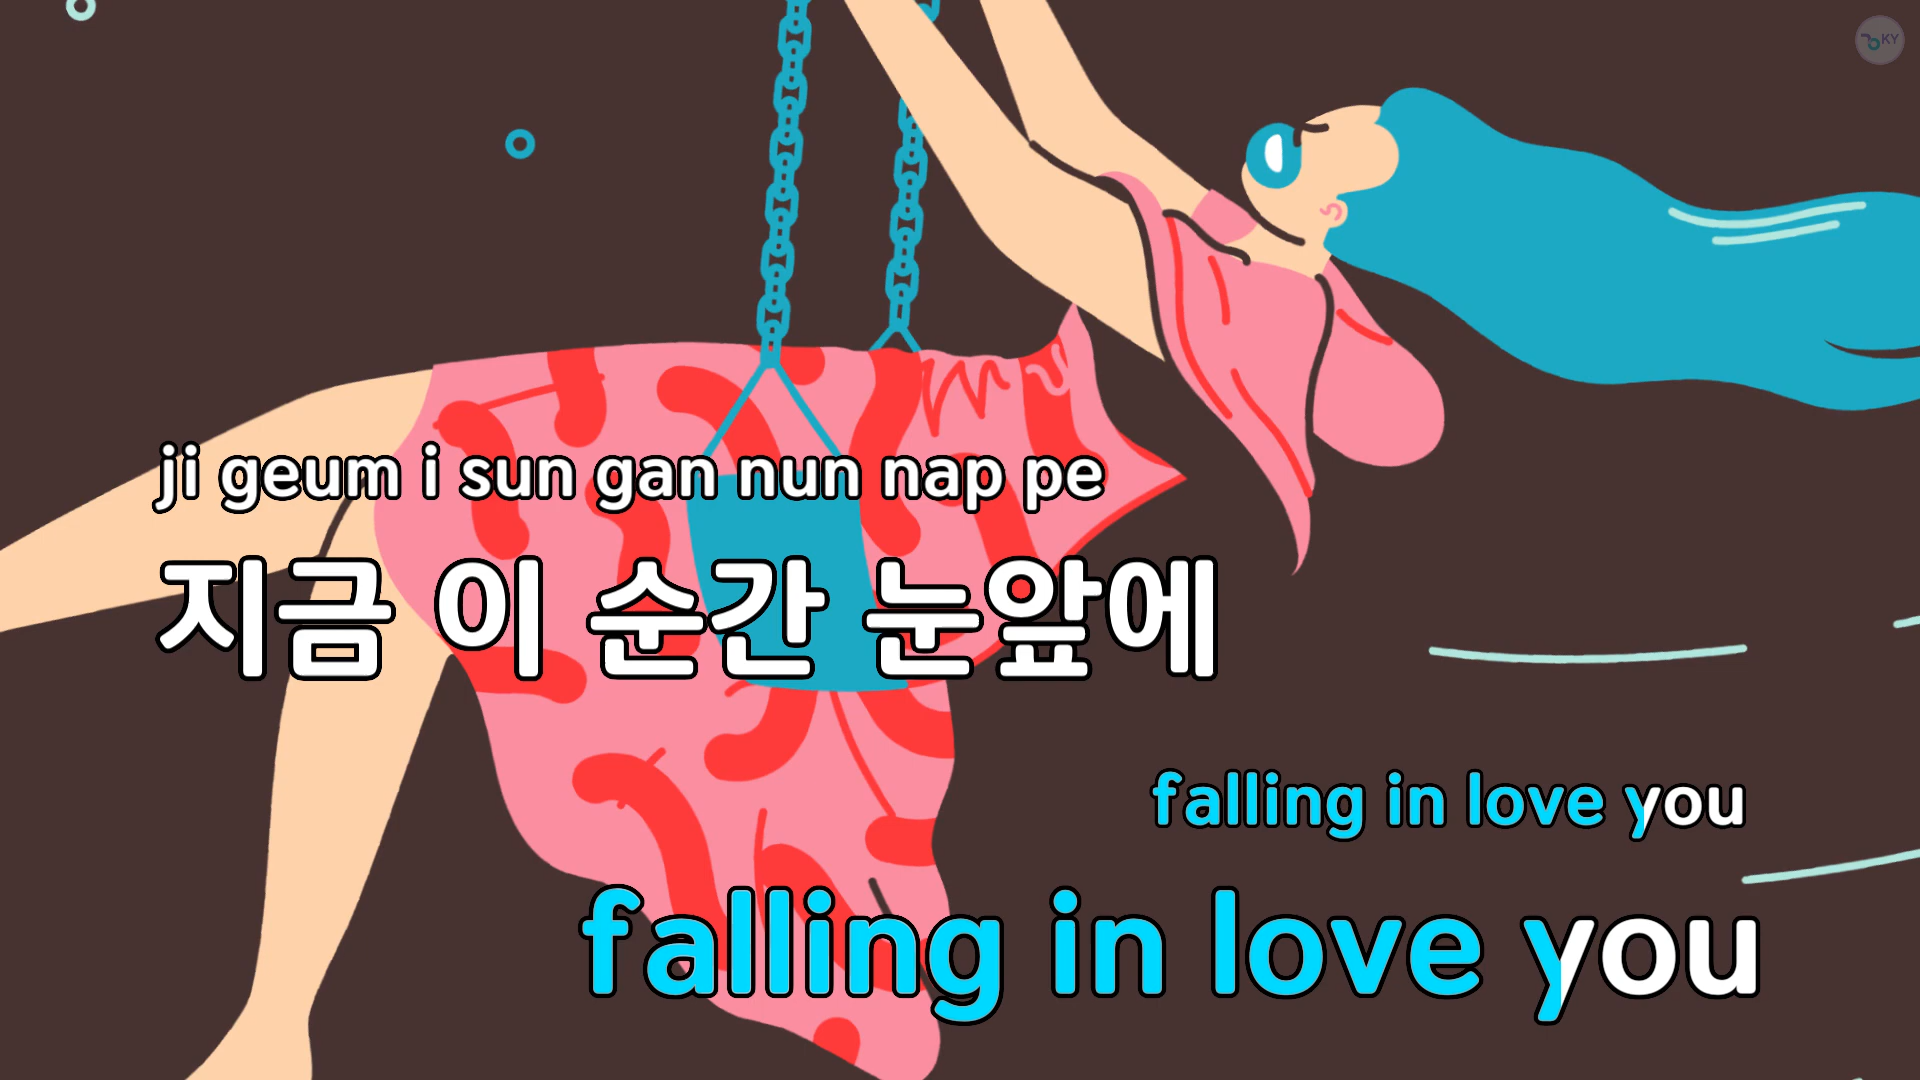 KY
ji geum i sun gan nun nap pe
지금 이 순간 눈앞에
falling in love you
falling in love you